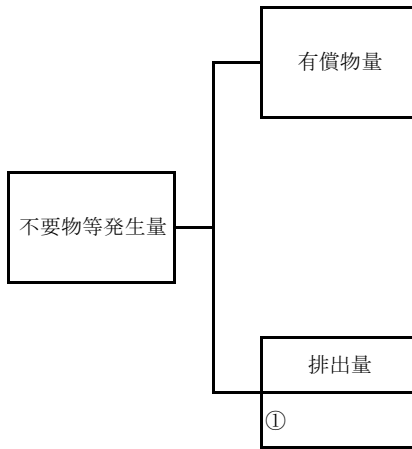 有償物量
不要物等発生量
排出量
①